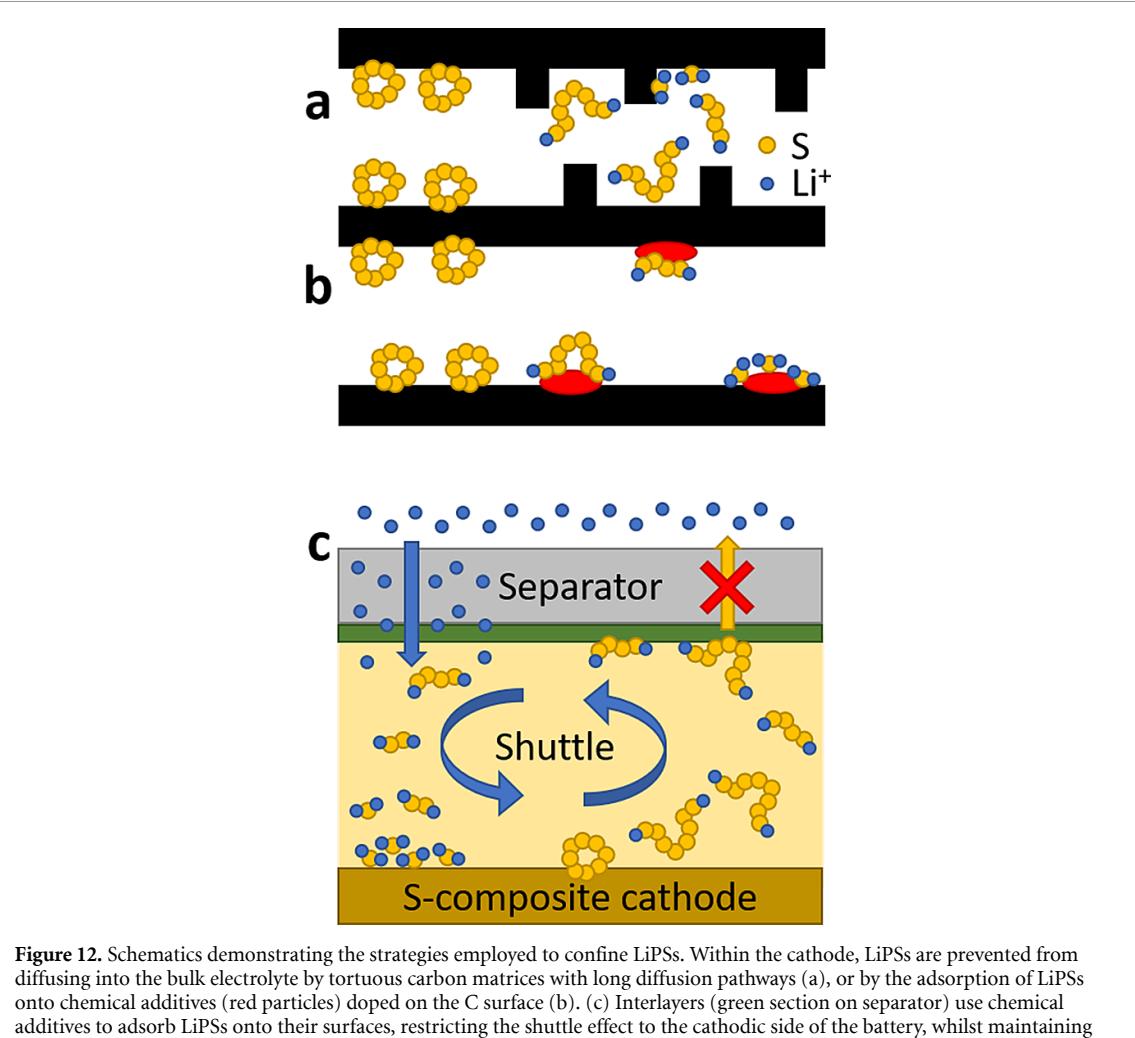 a
S
Li+
b
c
Separator
Shuttle
S-composite cathode
Figure 12. Schematics demonstrating the strategies employed to confine LiPSs. Within the cathode, LiPSs are prevented from
diffusing into the bulk electrolyte by tortuous carbon matrices with long diffusion pathways (a), or by the adsorption of LiPSs
onto chemical additives (red particles) doped on the C surface (b). (c) Interlayers (green section on separator) use chemical
additives to adsorb LiPSs onto their surfaces, restricting the shuttle effect to the cathodic side of the battery, whilst maintaining